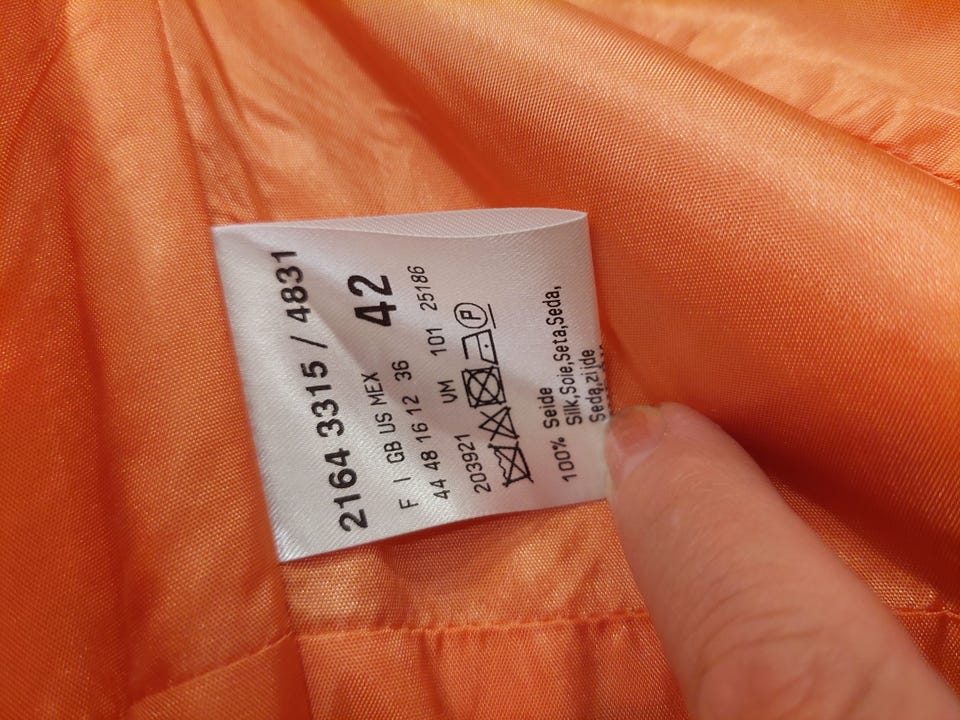 2164 3315 / 4831
42
F I GB US MEX
44 48 16 12 36
203921 VM 101 25186
P
100% Seide
Silk,Soie,Seta,Seda,
Seda,zijde